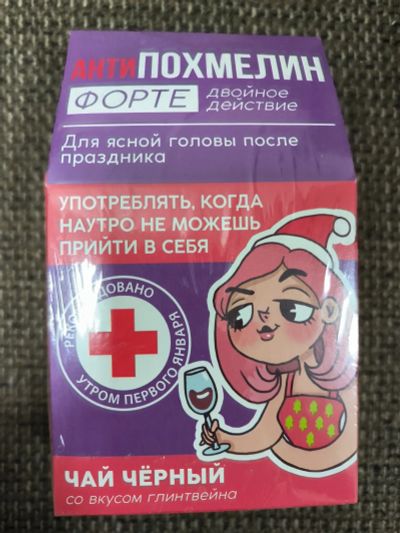 АНТИПОХМЕЛИН
ФОРТЕ двойное
действие
Для ясной головы после
праздника
УПОТРЕБЛЯТЬ, КОГДА
НАУТРО НЕ МОЖЕШЬ
ПРИЙТИ В СЕБЯ
РЕКОМЕНДОВАНО
УТРОМ ПЕРВОГО ЯНВАРЯ
ЧАЙ ЧЁРНЫЙ
со вкусом глинтвейна